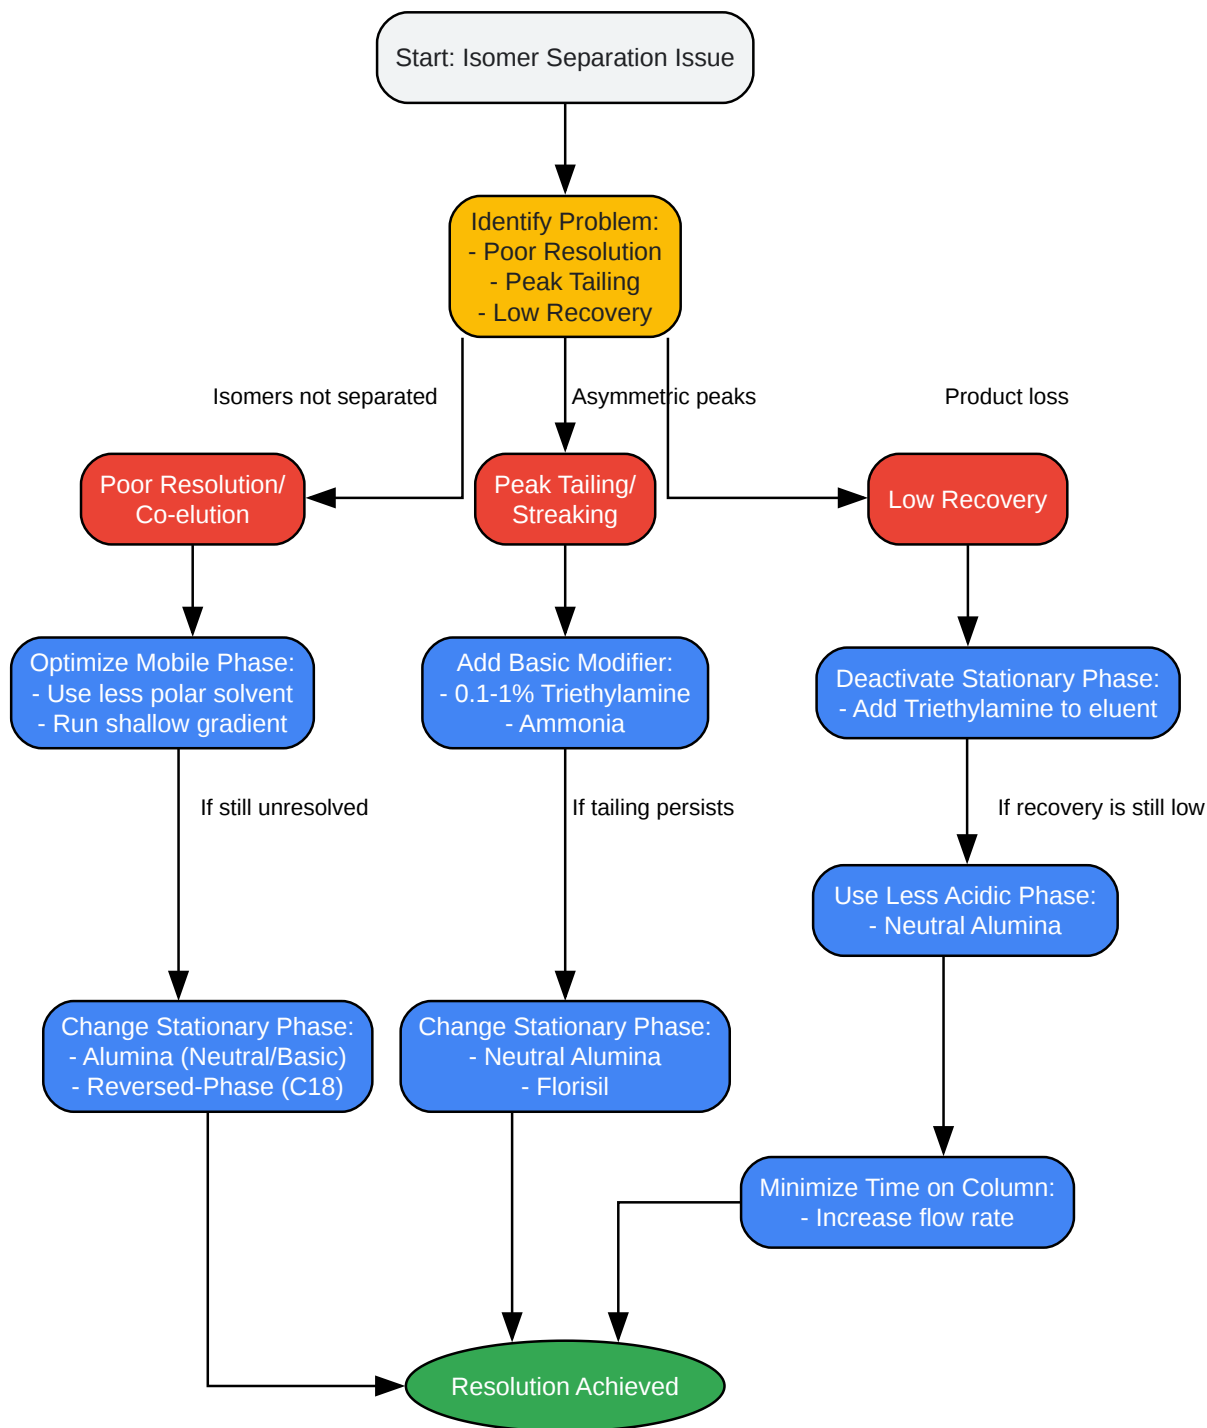 Start: Isomer Separation Issue
Identify Problem:
- Poor Resolution
- Peak Tailing
- Low Recovery
Isomers not separated
Asymmetric peaks
Product loss
Poor Resolution/
Co-elution
Peak Tailing/
Streaking
Low Recovery
Optimize Mobile Phase:
- Use less polar solvent
- Run shallow gradient
Add Basic Modifier:
- 0.1-1% Triethylamine
- Ammonia
Deactivate Stationary Phase:
- Add Triethylamine to eluent
If still unresolved
If tailing persists
If recovery is still low
Use Less Acidic Phase:
- Neutral Alumina
Change Stationary Phase:
- Alumina (Neutral/Basic)
- Reversed-Phase (C18)
Change Stationary Phase:
- Neutral Alumina
- Florisil
Minimize Time on Column:
- Increase flow rate
Resolution Achieved